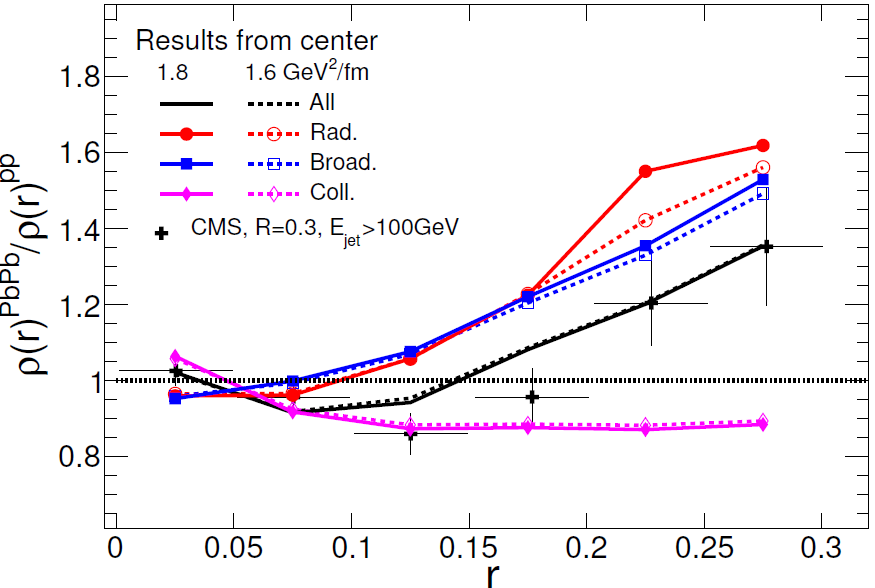 Results from center
1.8 1.6 GeV²/fm
All
Rad.
Broad.
Coll.
CMS, R=0.3, E_jet>100GeV
ρ(r)^PbPb/ρ(r)^pp
1.8
1.6
1.4
1.2
1
0.8
0 0.05 0.1 0.15 0.2 0.25 0.3
r